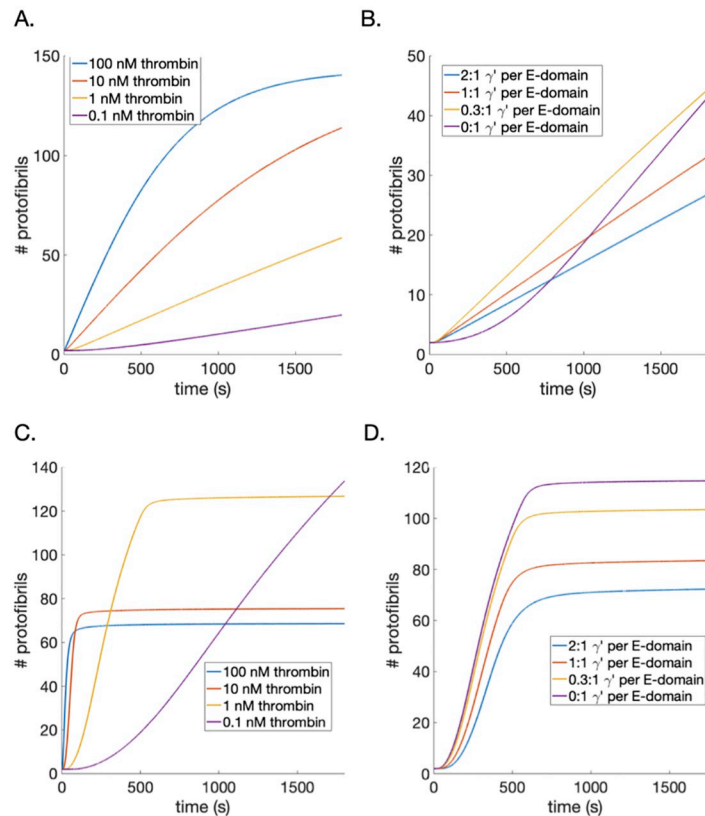 A.
150
100
50
0
# protofibrils
100 nM thrombin
10 nM thrombin
1 nM thrombin
0.1 nM thrombin
0 500 1000 1500
time (s)
B.
50
40
30
20
10
0
# protofibrils
2:1 γ' per E-domain
1:1 γ' per E-domain
0.3:1 γ' per E-domain
0:1 γ' per E-domain
0 500 1000 1500
time (s)
C.
140
120
100
80
60
40
20
0
# protofibrils
100 nM thrombin
10 nM thrombin
1 nM thrombin
0.1 nM thrombin
0 500 1000 1500
time (s)
D.
120
100
80
60
40
20
0
# protofibrils
2:1 γ' per E-domain
1:1 γ' per E-domain
0.3:1 γ' per E-domain
0:1 γ' per E-domain
0 500 1000 1500
time (s)